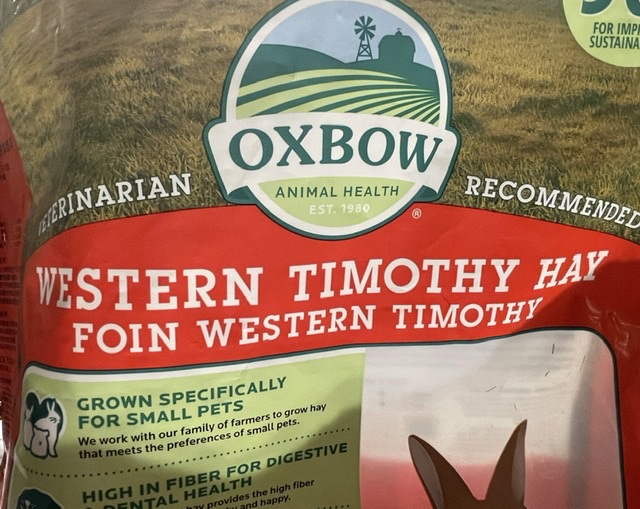 FOR IMP
SUSTAINA
OXBOW
ANIMAL HEALTH
EST. 1980
®
VETERINARIAN RECOMMENDED
WESTERN TIMOTHY HAY
FOIN WESTERN TIMOTHY
GROWN SPECIFICALLY
FOR SMALL PETS
We work with our family of farmers to grow hay
that meets the preferences of small pets.
HIGH IN FIBER FOR DIGESTIVE
DENTAL HEALTH
hay provides the high fiber
and happy.